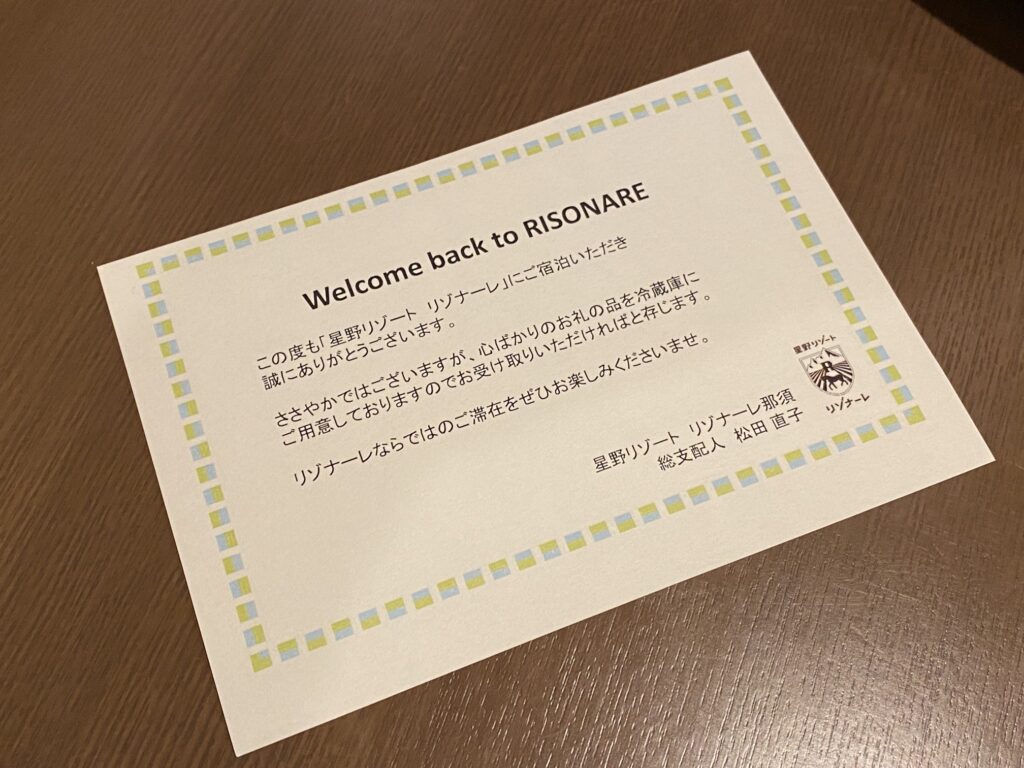 Welcome back to RISONARE
この度も「星野リゾート リゾナーレ」にご宿泊いただき
誠にありがとうございます。
ささやかではございますが、心ばかりのお礼の品を冷蔵庫に
ご用意しておりますのでお受け取りいただければと存じます。
リゾナーレならではのご滞在をぜひお楽しみくださいませ。
星野リゾート リゾナーレ那須
総支配人 松田 直子
星野リゾート
R
リゾナーレ